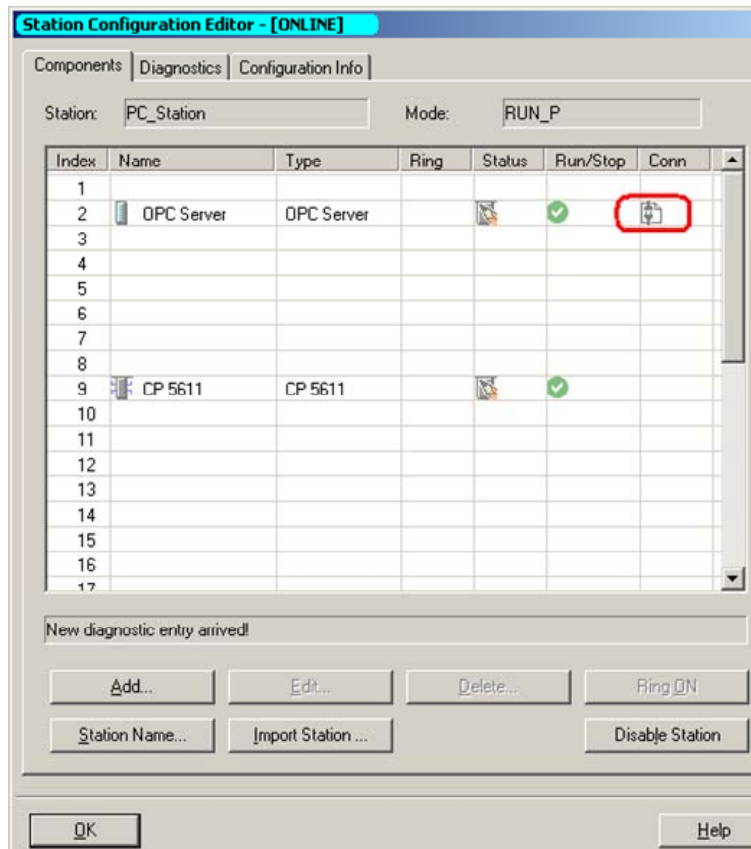 Station Configuration Editor - [ONLINE]
Components Diagnostics Configuration Info
Station: PC_Station Mode: RUN_P
Index Name Type Ring Status Run/Stop Conn
1
2 OPC Server OPC Server
3
4
5
6
7
8
9 CP 5611 CP 5611
10
11
12
13
14
15
16
17
New diagnostic entry arrived!
Add... Edit... Delete... Ring ON
Station Name... Import Station ... Disable Station
OK Help